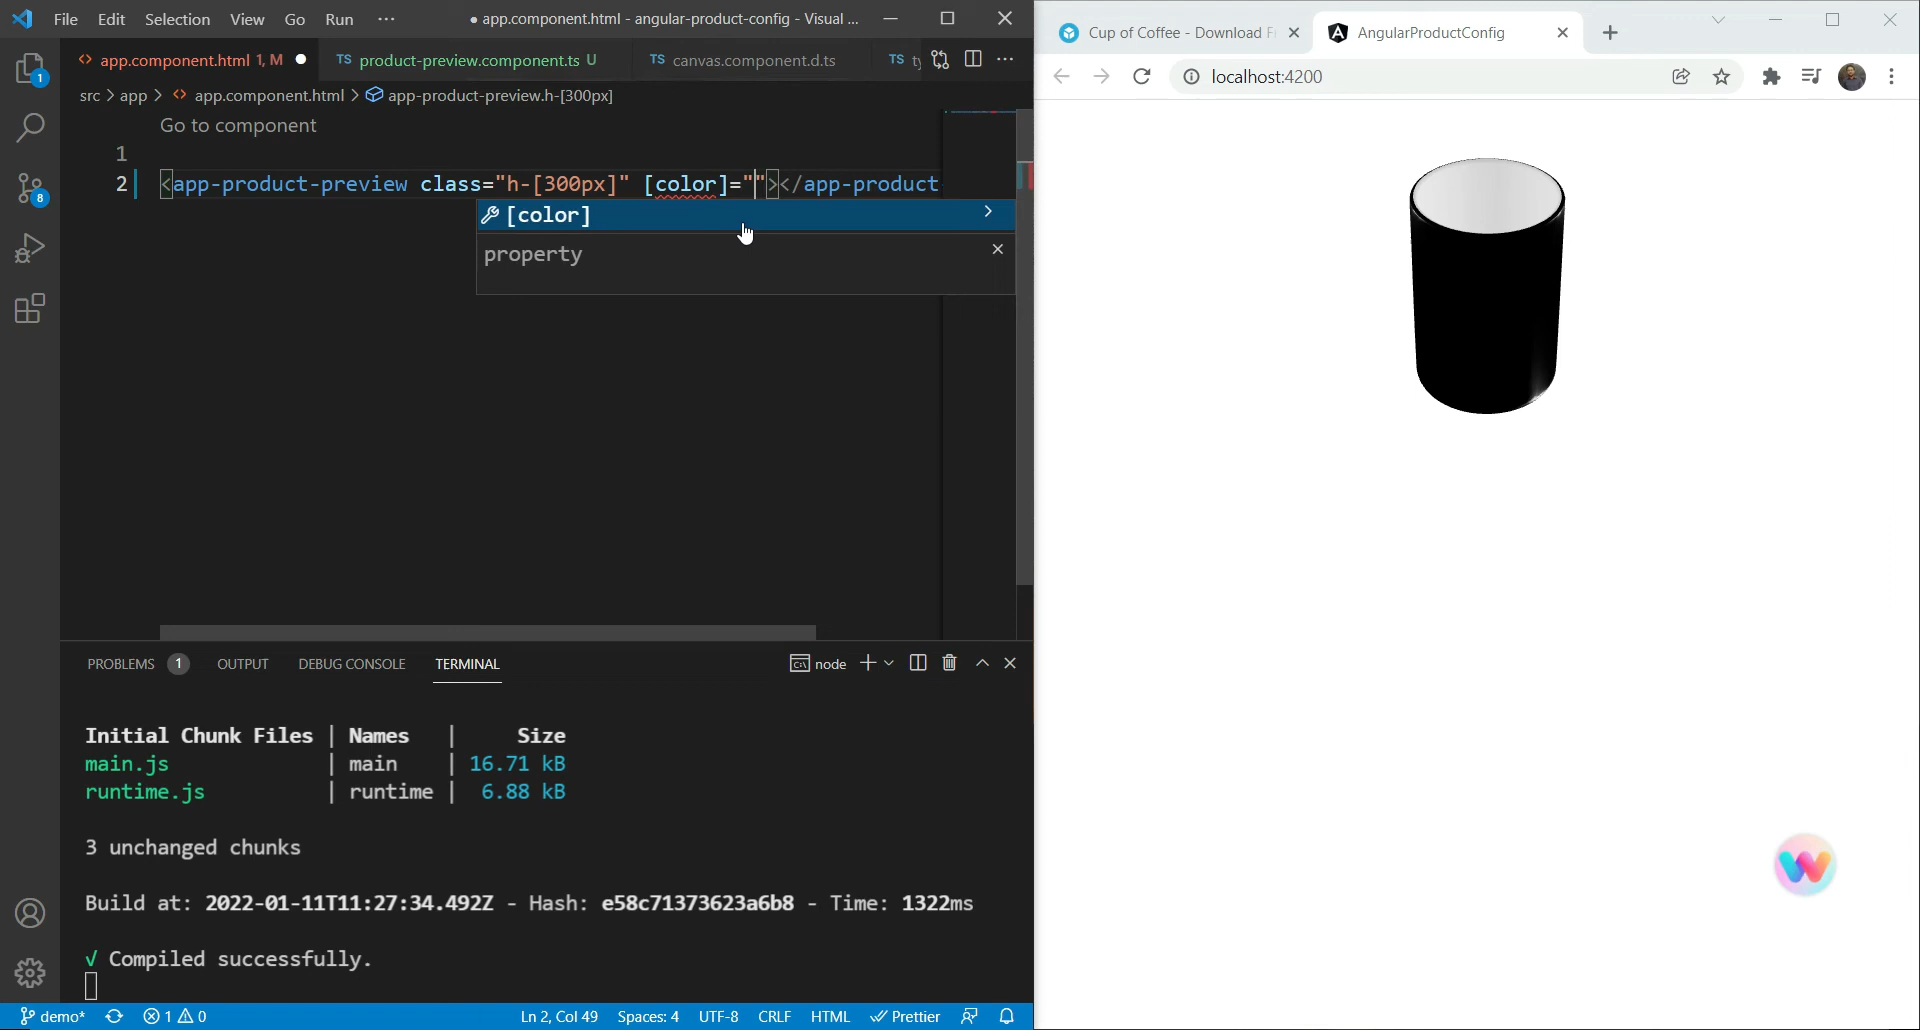 File Edit Selection View Go Run ···
● app.component.html - angular-product-config - Visual ...
app.component.html 1, M
TS product-preview.component.ts U
TS canvas.component.d.ts
TS
src > app > app.component.html > app-product-preview.h-[300px]
Go to component
1
2 <app-product-preview class="h-[300px]" [color]=""></app-product
[color]
property
PROBLEMS 1 OUTPUT DEBUG CONSOLE TERMINAL
node
Initial Chunk Files | Names | Size
main.js | main | 16.71 kB
runtime.js | runtime | 6.88 kB
3 unchanged chunks
Build at: 2022-01-11T11:27:34.492Z - Hash: e58c71373623a6b8 - Time: 1322ms
√ Compiled successfully.
1
8
demo* 1 0 Ln 2, Col 49 Spaces: 4 UTF-8 CRLF HTML Prettier
Cup of Coffee - Download
AngularProductConfig
localhost:4200